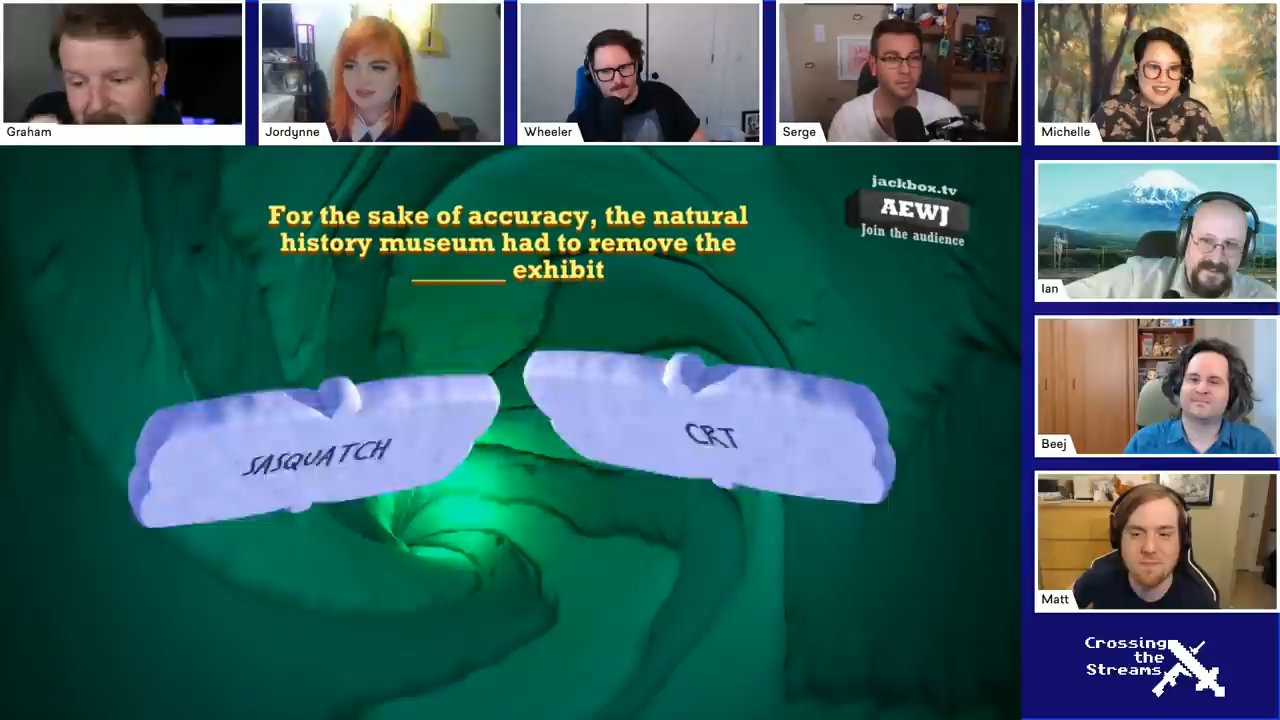 Graham
Jordynne
Wheeler
Serge
Michelle
For the sake of accuracy, the natural
history museum had to remove the
_______ exhibit
jackbox.tv
AEWJ
Join the audience
SASQUATCH
CRT
Ian
Beej
Matt
Crossing
the
Streams